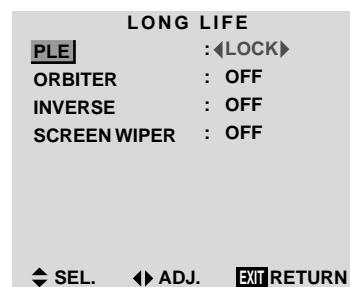 LONG LIFE
PLE : ◀LOCK▶
ORBITER : OFF
INVERSE : OFF
SCREEN WIPER : OFF
SEL. ADJ. EXIT RETURN